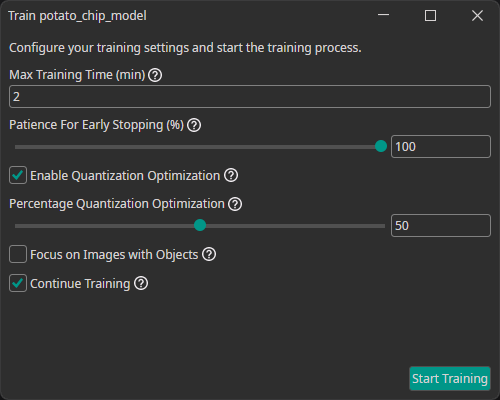 Train potato_chip_model
Configure your training settings and start the training process.
Max Training Time (min) ?
2
Patience For Early Stopping (%) ?
100
Enable Quantization Optimization ?
Percentage Quantization Optimization ?
50
Focus on Images with Objects ?
Continue Training ?
Start Training